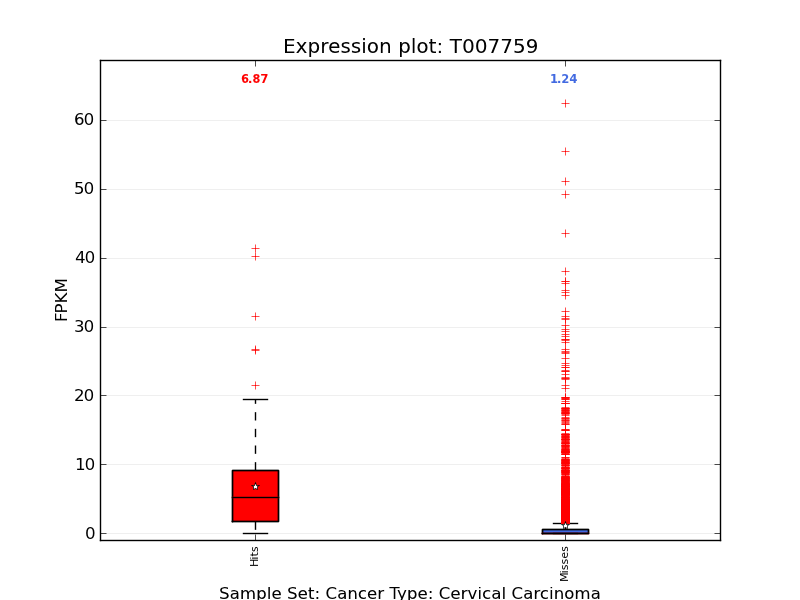 Expression plot: T007759
6.87
1.24
60
50
40
30
20
10
0
FPKM
Hits
Misses
Sample Set: Cancer Type: Cervical Carcinoma